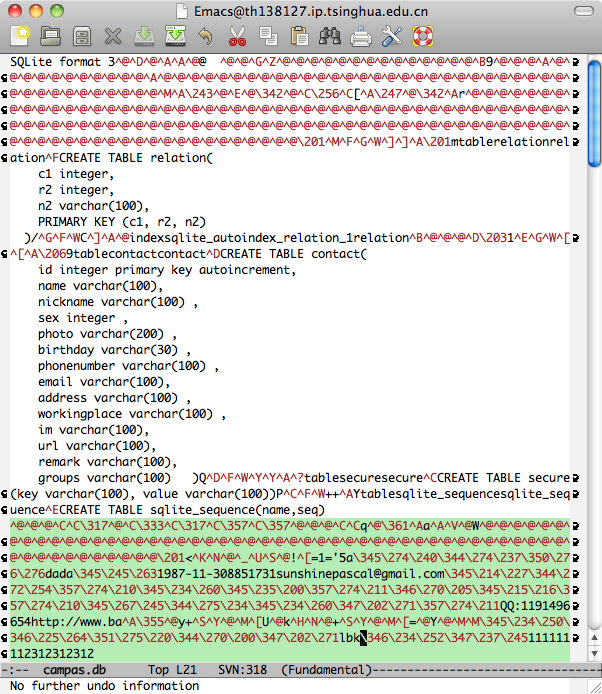 Emacs@th138127.ip.tsinghua.edu.cn
SQLite format 3^@^D^@^A^A^@@  ^@^@^G^Z^@^@^@^@^@^@^@^@^@^@^@^@^@^@^@B9^@^@^@^@^A^@^
@^@^@^@^@^@^@^@^@^@^@^A^@^@^@^@^@^@^@^@^@^@^@^@^@^@^@^@^@^@^@^@^@^@^@^@^@^@^@^@
^@^@^@^@^@^@^@^@^@^@^@^M^A\243^@^E^@\342^@^C\256^C[^A\247^@\342^Ar^@^@^@^@^@^@^@
^@^@^@^@^@^@^@^@^@^@^@^@^@^@^@^@^@^@^@^@^@^@^@^@^@^@^@^@^@^@^@^@^@^@^@^@^@^@^@^@
^@^@^@^@^@^@^@^@^@^@^@^@^@^@^@^@^@^@^@^@^@^@^@^@^@^@^@^@^@^@^@^@^@^@^@^@^@^@^@^@
^@^@^@^@^@^@^@^@^@^@^@^@^@^@^@^@^@^@^@^@^@\201^M^F^G^W^]^]^A\201mtablerelationrel
ation^FCREATE TABLE relation(
    c1 integer,
    r2 integer,
    n2 varchar(100),
    PRIMARY KEY (c1, r2, n2)
  )/^G^F^WC^]^A^@indexsqlite_autoindex_relation_1relation^B^@^@^@^D\2031^E^G^W^[
^[^A\2069tablecontactcontact^DCREATE TABLE contact(
    id integer primary key autoincrement,
    name varchar(100),
    nickname varchar(100) ,
    sex integer ,
    photo varchar(200) ,
    birthday varchar(30) ,
    phonenumber varchar(100) ,
    email varchar(100),
    address varchar(100) ,
    workingplace varchar(100) ,
    im varchar(100),
    url varchar(100),
    remark varchar(100),
    groups varchar(100)   )Q^D^F^W^Y^Y^A^?tablesecuresecure^CCREATE TABLE secure
(key varchar(100), value varchar(100))P^C^F^W++^AYtablesqlite_sequencesqlite_seq
uence^ECREATE TABLE sqlite_sequence(name,seq)
^@^@^@^C^C\317^@^C\333^C\317^C\357^C\357^@^@^@^C^Cq^@\361^Aa^A^V^@W^@^@^@^@^@^@
^@^@^@^@^@^@^@^@^@^@^@^@^@^@^@^@^@^@^@^@^@^@^@^@^@^@^@^@^@^@^@^@^@^@^@^@^@^@^@^@
^@^@^@^@^@^@^@^@^@^@\201<^K^N^@^_^U^S^@!^[=1='5a\345\274\240\344\274\237\350\27
6\276dada\345\245\2631987-11-308851731sunshinepascal@gmail.com\345\214\227\344\2
72\254\357\274\210\345\234\260\345\235\200\357\274\211\346\270\205\345\215\216\3
57\274\210\345\267\245\344\275\234\345\234\260\347\202\271\357\274\211QQ:1191496
654http://www.ba^A\355^@y+^S^Y^@^M^[U^@^k^H^N^@+^S^Y^@^M^[=^@Y^@^M^M\345\234\250\
346\225\264\351\275\220\344\270\200\347\202\271lbk\346\234\252\347\237\245111111
112312312312
-:--  campas.db      Top L21   SVN:318  (Fundamental)
No further undo information